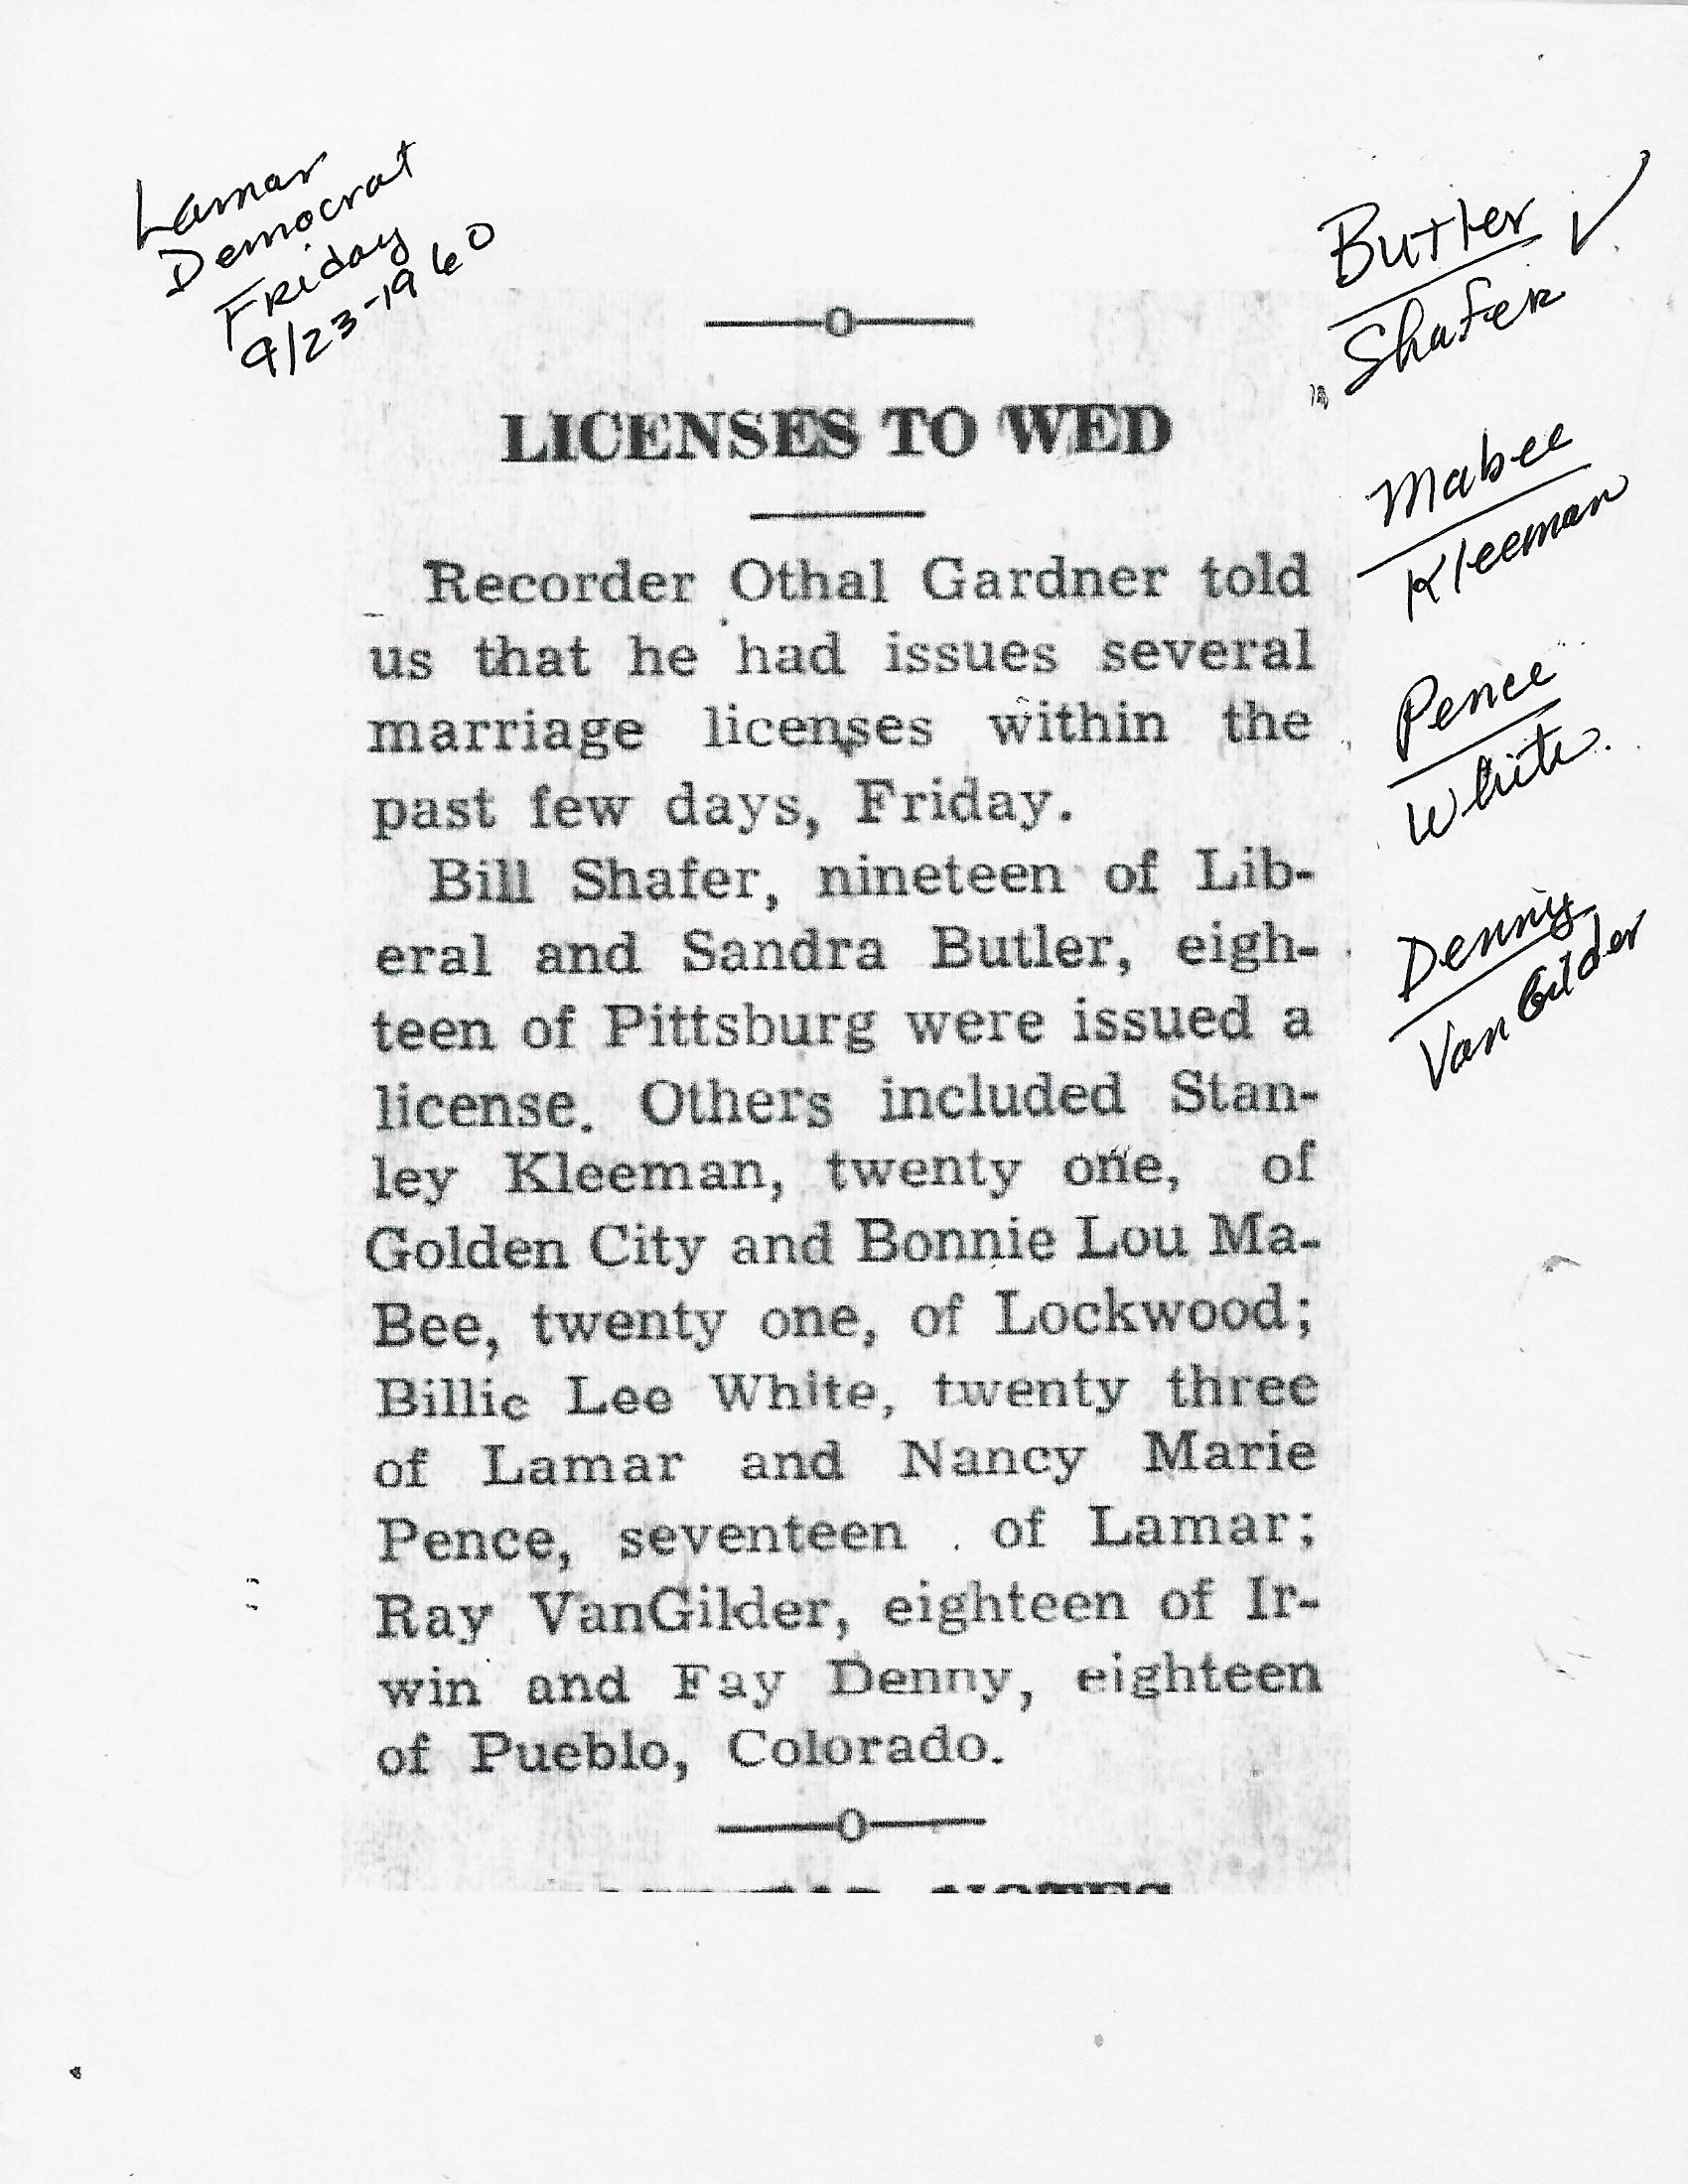 Lamar
Democrat
Friday
9/23-1960
Butler ✓
Shafer
Mabee
Kleeman
Pence
White
Denny
VanGilder
—O—
LICENSES TO WED
Recorder Othal Gardner told
us that he had issues several
marriage licenses within the
past few days, Friday.
Bill Shafer, nineteen of Lib-
eral and Sandra Butler, eigh-
teen of Pittsburg were issued a
license. Others included Stan-
ley Kleeman, twenty one, of
Golden City and Bonnie Lou Ma-
Bee, twenty one, of Lockwood;
Billie Lee White, twenty three
of Lamar and Nancy Marie
Pence, seventeen of Lamar;
Ray VanGilder, eighteen of Ir-
win and Fay Denny, eighteen
of Pueblo, Colorado.
—O—
NOTES